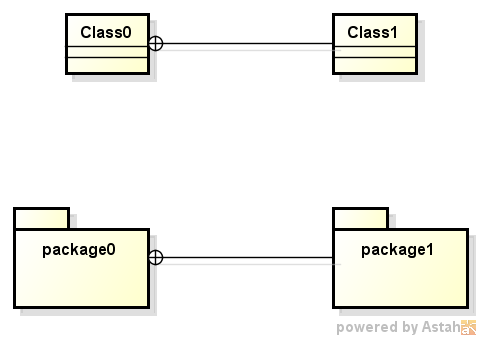 Class0
Class1
package0
package1
powered by Astah